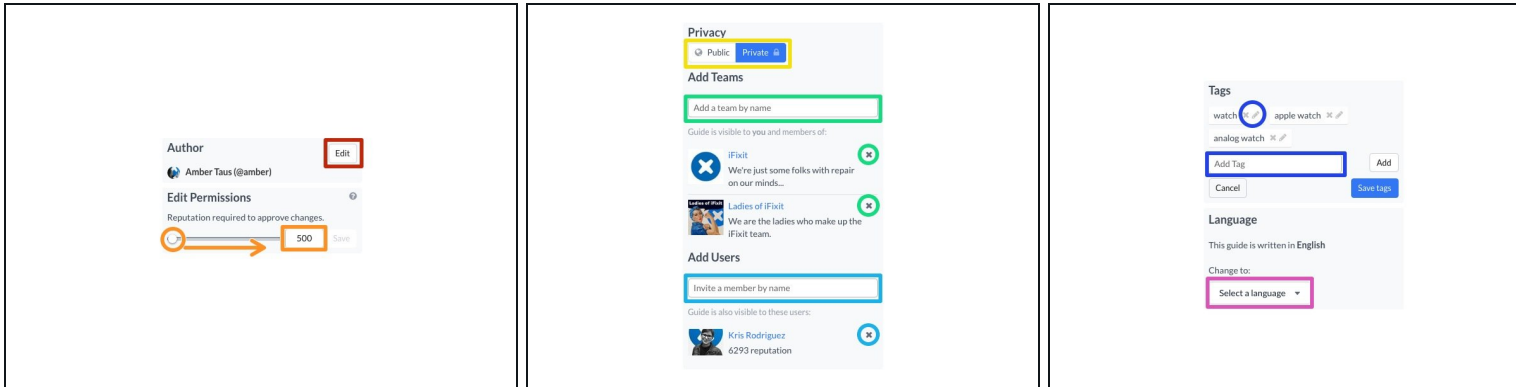 Author
Edit
Amber Taus (@amber)
Edit Permissions
Reputation required to approve changes.
500 Save
Privacy
Public Private
Add Teams
Add a team by name
Guide is visible to you and members of:
iFixit
We're just some folks with repair
on our minds...
Ladies of iFixit
Ladies of iFixit
We are the ladies who make up the
iFixit team.
Add Users
Invite a member by name
Guide is also visible to these users:
Kris Rodriguez
6293 reputation
Tags
watch apple watch
analog watch
Add Tag Add
Cancel Save tags
Language
This guide is written in English
Change to:
Select a language